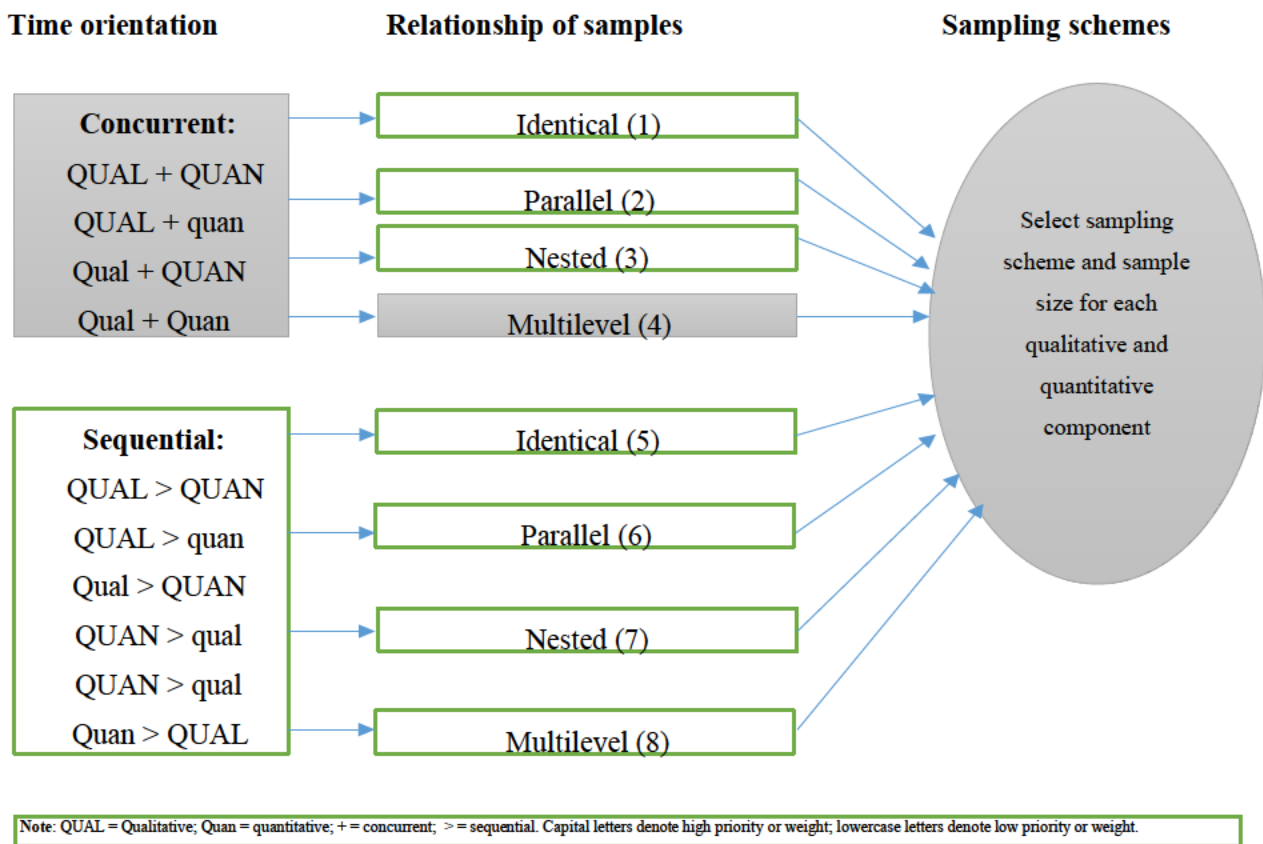 Time orientation
Relationship of samples
Sampling schemes
Concurrent:
QUAL + QUAN
QUAL + quan
Qual + QUAN
Qual + Quan
Identical (1)
Parallel (2)
Nested (3)
Multilevel (4)
Sequential:
QUAL > QUAN
QUAL > quan
Qual > QUAN
QUAN > qual
QUAN > qual
Quan > QUAL
Identical (5)
Parallel (6)
Nested (7)
Multilevel (8)
Select sampling
scheme and sample
size for each
qualitative and
quantitative
component
Note: QUAL = Qualitative; Quan = quantitative; + = concurrent; > = sequential. Capital letters denote high priority or weight; lowercase letters denote low priority or weight.